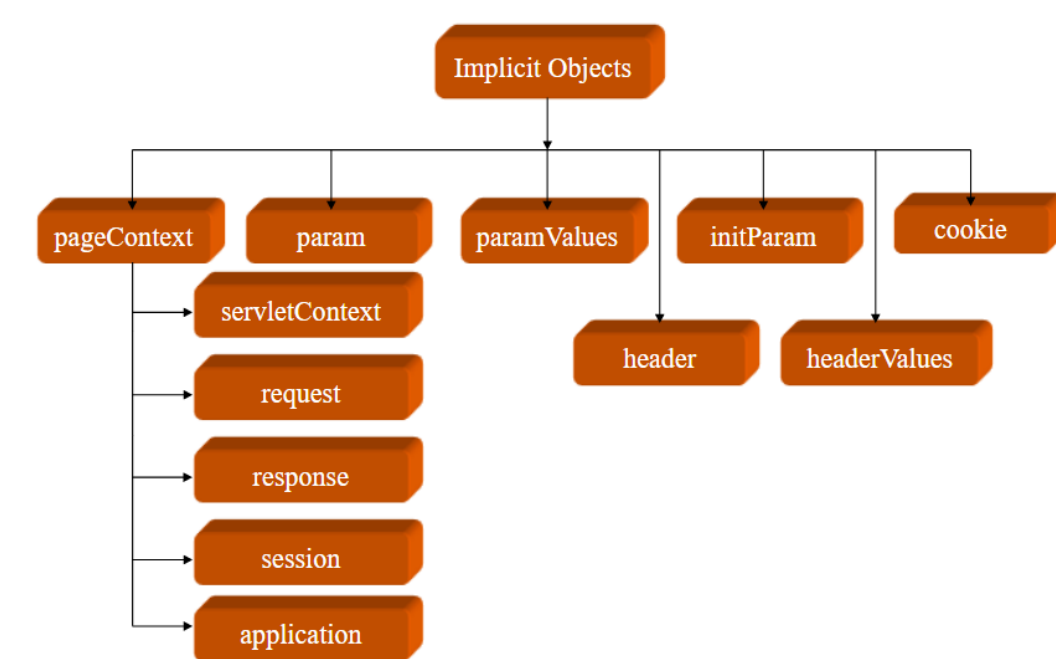 Implicit Objects
pageContext
param
paramValues
initParam
cookie
servletContext
header
headerValues
request
response
session
application